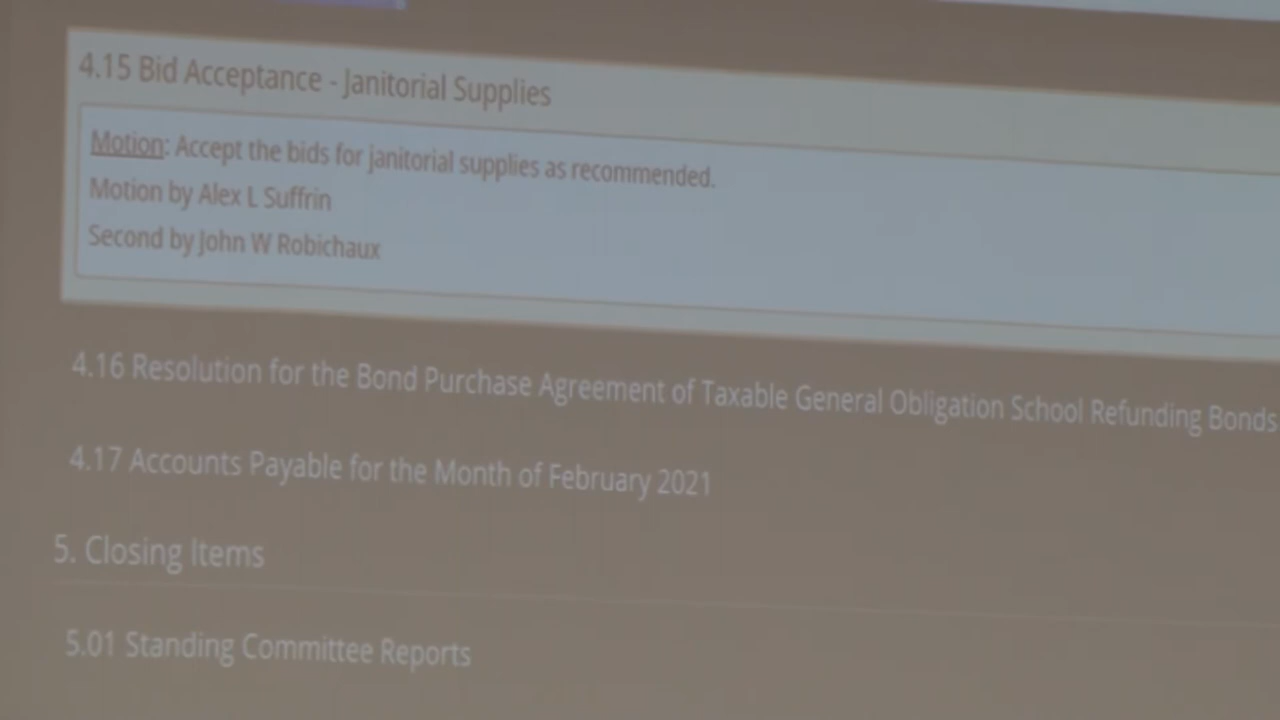 4.15 Bid Acceptance - Janitorial Supplies
Motion: Accept the bids for janitorial supplies as recommended.
Motion by Alex L Suffrin
Second by John W Robichaux
4.16 Resolution for the Bond Purchase Agreement of Taxable General Obligation School Refunding Bonds
4.17 Accounts Payable for the Month of February 2021
5. Closing Items
5.01 Standing Committee Reports